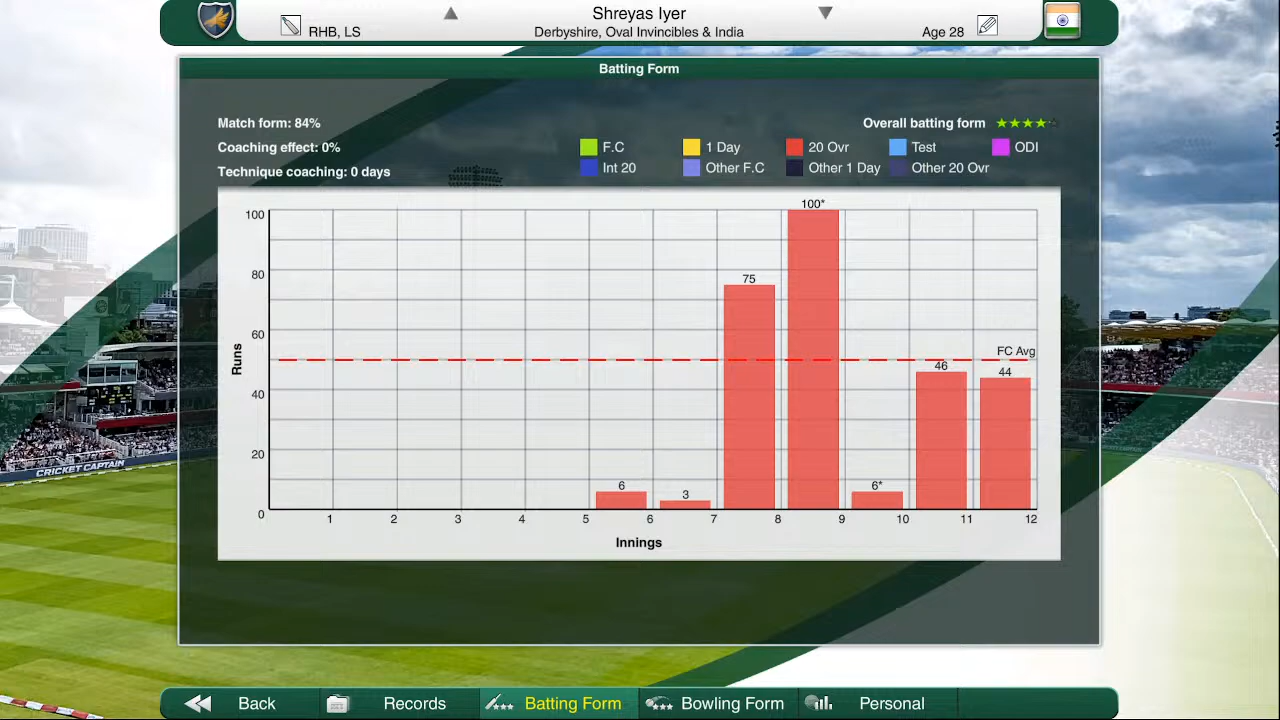 Shreyas Iyer
RHB, LS
Derbyshire, Oval Invincibles & India
Age 28
Batting Form
Match form: 84%
Overall batting form
Coaching effect: 0%
F.C
1 Day
20 Ovr
Test
ODI
Technique coaching: 0 days
Int 20
Other F.C
Other 1 Day
Other 20 Ovr
100*
100
80
75
60
FC Avg
Runs
46
44
40
20
6
3
6*
0
1 2 3 4 5 6 7 8 9 10 11 12
Innings
CRICKET CAPTAIN
Back
Records
Batting Form
Bowling Form
Personal